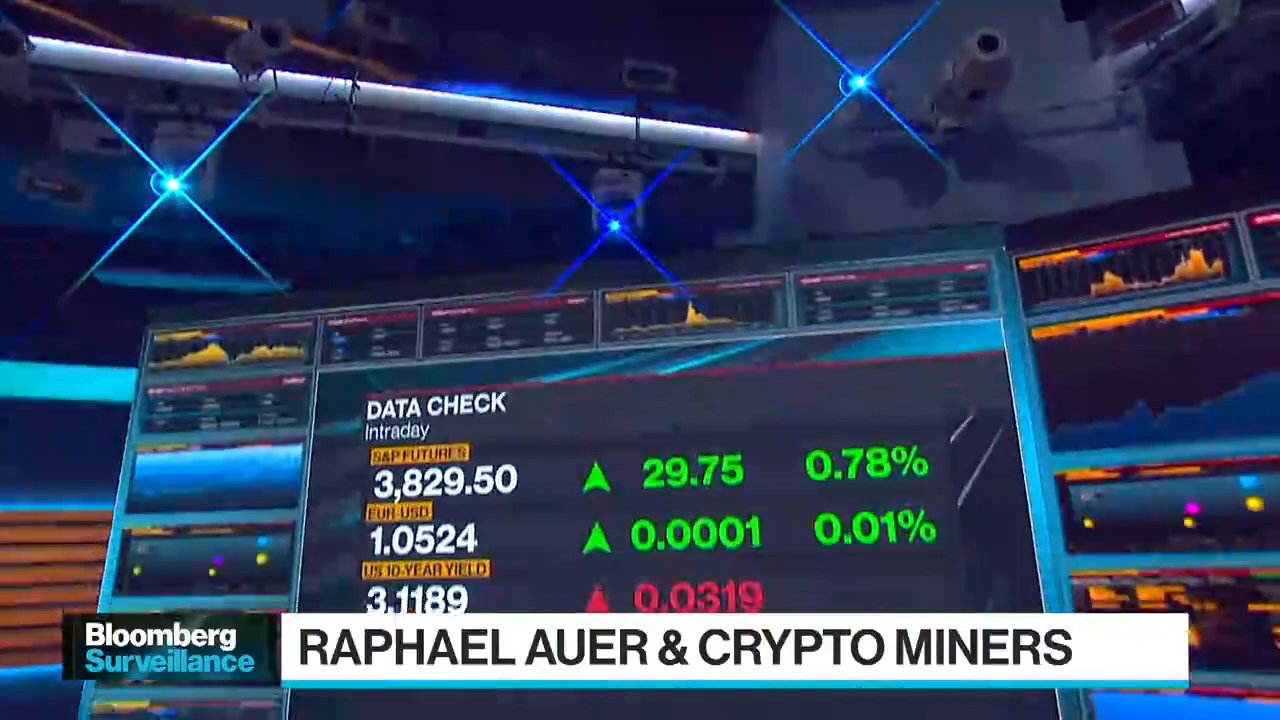 DATA CHECK
Intraday
S&P FUTURES
3,829.50 29.75 0.78%
EUR-USD
1.0524 0.0001 0.01%
US 10-YEAR YIELD
3.1189 0.0319
Bloomberg
Surveillance
RAPHAEL AUER & CRYPTO MINERS